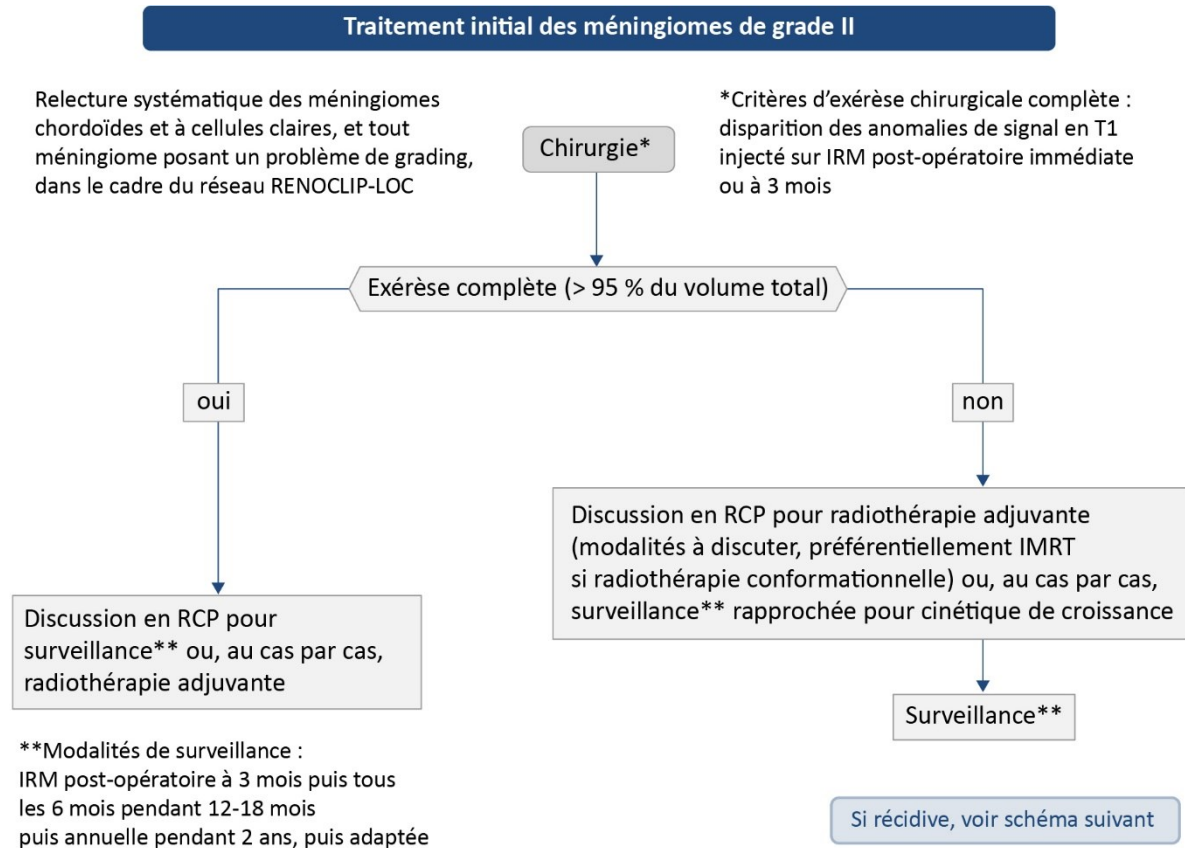 Traitement initial des méningiomes de grade II
Relecture systématique des méningiomes
chordoïdes et à cellules claires, et tout
méningiome posant un problème de grading,
dans le cadre du réseau RENOCLIP-LOC
Chirurgie*
*Critères d’exérèse chirurgicale complète :
disparition des anomalies de signal en T1
injecté sur IRM post-opératoire immédiate
ou à 3 mois
Exérèse complète (> 95 % du volume total)
oui
non
Discussion en RCP pour
surveillance** ou, au cas par cas,
radiothérapie adjuvante
Discussion en RCP pour radiothérapie adjuvante
(modalités à discuter, préférentiellement IMRT
si radiothérapie conformationnelle) ou, au cas par cas,
surveillance** rapprochée pour cinétique de croissance
Surveillance**
**Modalités de surveillance :
IRM post-opératoire à 3 mois puis tous
les 6 mois pendant 12-18 mois
puis annuelle pendant 2 ans, puis adaptée
Si récidive, voir schéma suivant